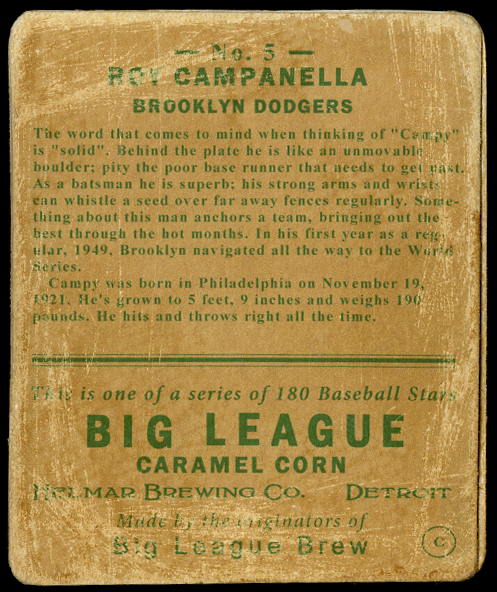 — No. 5 —
ROY CAMPANELLA
BROOKLYN DODGERS
The word that comes to mind when thinking of "Campy"
is "solid". Behind the plate he is like an unmovable
boulder; pity the poor base runner that needs to get past.
As a batsman he is superb; his strong arms and wrists
can whistle a seed over far away fences regularly. Some-
thing about this man anchors a team, bringing out the
best through the hot months. In his first year as a reg-
ular, 1949, Brooklyn navigated all the way to the World
Series.
Campy was born in Philadelphia on November 19,
1921. He's grown to 5 feet, 9 inches and weighs 190
pounds. He hits and throws right all the time.
This is one of a series of 180 Baseball Stars
BIG LEAGUE
CARAMEL CORN
HELMAR BREWING CO. DETROIT
Made by the originators of
Big League Brew
C